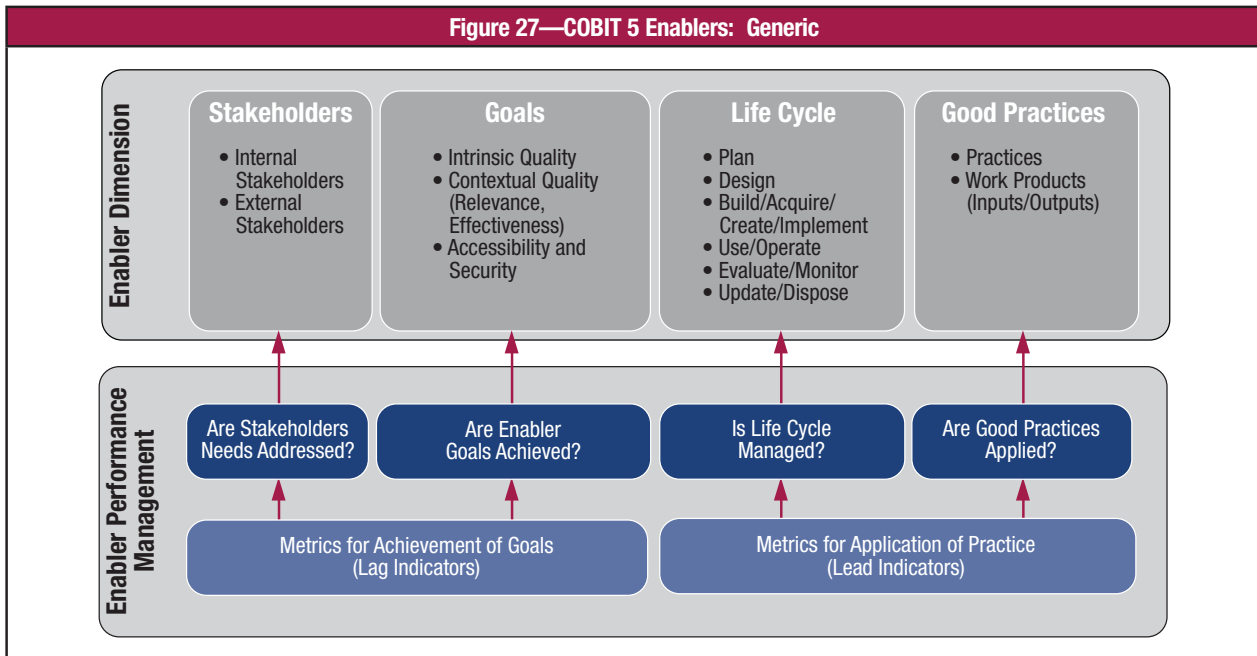 Figure 27—COBIT 5 Enablers: Generic
Enabler Dimension
Stakeholders
• Internal
Stakeholders
• External
Stakeholders
Goals
• Intrinsic Quality
• Contextual Quality
(Relevance,
Effectiveness)
• Accessibility and
Security
Life Cycle
• Plan
• Design
• Build/Acquire/
Create/Implement
• Use/Operate
• Evaluate/Monitor
• Update/Dispose
Good Practices
• Practices
• Work Products
(Inputs/Outputs)
Enabler Performance
Management
Are Stakeholders
Needs Addressed?
Are Enabler
Goals Achieved?
Is Life Cycle
Managed?
Are Good Practices
Applied?
Metrics for Achievement of Goals
(Lag Indicators)
Metrics for Application of Practice
(Lead Indicators)